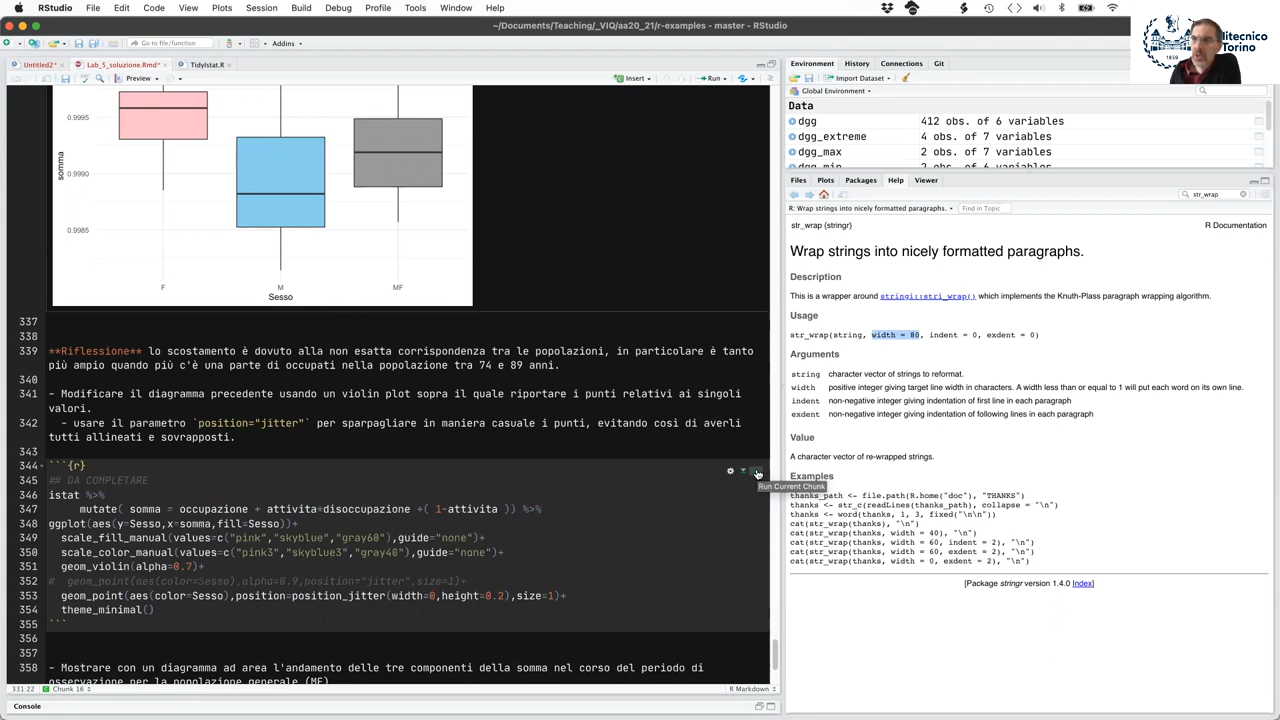 RStudio File Edit Code View Plots Session Build Debug Profile Tools Window Help
~/Documents/Teaching/_VIQ/aa20_21/r-examples - master - RStudio
Go to file/function Addins
Untitled2* Lab_5_soluzione.Rmd* Tidylstat.R
Preview Insert Run
0.9995
0.9990
0.9985
somma
F M MF
Sesso
337
338
339 **Riflessione** lo scostamento è dovuto alla non esatta corrispondenza tra le popolazioni, in particolare è tanto
più ampio quando più c'è una parte di occupati nella popolazione tra 74 e 89 anni.
340
341 - Modificare il diagramma precedente usando un violin plot sopra il quale riportare i punti relativi ai singoli
valori.
342 - usare il parametro `position="jitter"` per sparpagliare in maniera casuale i punti, evitando così di averli
tutti allineati e sovrapposti.
343
344 ```{r}
345 ## DA COMPLETARE
346 istat %>%
347 mutate( somma = occupazione + attivita*disoccupazione +( 1-attivita )) %>%
348 ggplot(aes(y=Sesso,x=somma,fill=Sesso))+
349 scale_fill_manual(values=c("pink","skyblue","gray60"),guide="none")+
350 scale_color_manual(values=c("pink3","skyblue3","gray40"),guide="none")+
351 geom_violin(alpha=0.7)+
352 # geom_point(aes(color=Sesso),alpha=0.9,position="jitter",size=1)+
353 geom_point(aes(color=Sesso),position=position_jitter(width=0,height=0.2),size=1)+
354 theme_minimal()
355 ```
356
357
358 - Mostrare con un diagramma ad area l'andamento delle tre componenti della somma nel corso del periodo di
osservazione per la popolazione generale (MF)
Run Current Chunk
331:22 Chunk 16 R Markdown
Console
Environment History Connections Git
Import Dataset
Global Environment
Data
dgg 412 obs. of 6 variables
dgg_extreme 4 obs. of 7 variables
dgg_max 2 obs. of 7 variables
dgg_min 2 obs. of 6 variables
Files Plots Packages Help Viewer
str_wrap
R: Wrap strings into nicely formatted paragraphs. Find in Topic
str_wrap {stringr} R Documentation
Wrap strings into nicely formatted paragraphs.
Description
This is a wrapper around stringi::stri_wrap() which implements the Knuth-Plass paragraph wrapping algorithm.
Usage
str_wrap(string, width = 80, indent = 0, exdent = 0)
Arguments
string character vector of strings to reformat.
width positive integer giving target line width in characters. A width less than or equal to 1 will put each word on its own line.
indent non-negative integer giving indentation of first line in each paragraph
exdent non-negative integer giving indentation of following lines in each paragraph
Value
A character vector of re-wrapped strings.
Examples
thanks_path <- file.path(R.home("doc"), "THANKS")
thanks <- str_c(readLines(thanks_path), collapse = "\n")
thanks <- word(thanks, 1, 3, fixed("\n\n"))
cat(str_wrap(thanks), "\n")
cat(str_wrap(thanks, width = 40), "\n")
cat(str_wrap(thanks, width = 60, indent = 2), "\n")
cat(str_wrap(thanks, width = 60, exdent = 2), "\n")
cat(str_wrap(thanks, width = 0, exdent = 2), "\n")
[Package stringr version 1.4.0 Index]
1859
Torino